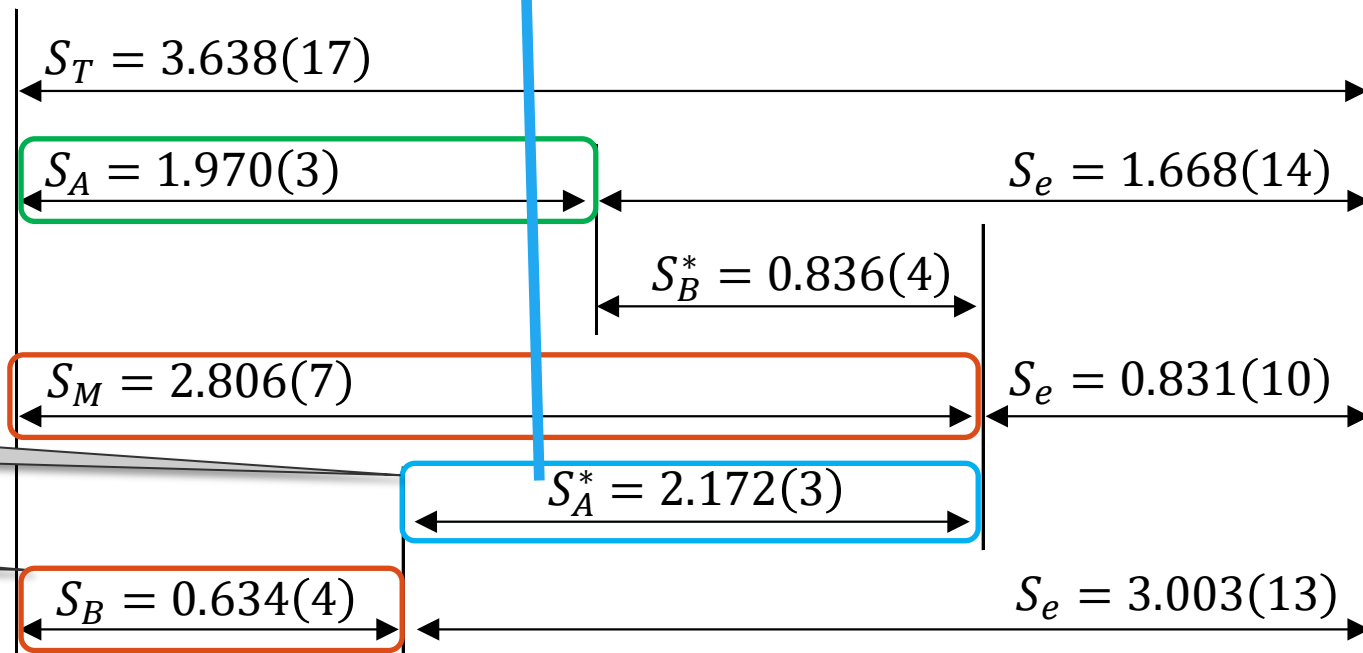 S_T = 3.638(17)
S_A = 1.970(3) S_e = 1.668(14)
S_B^* = 0.836(4)
S_M = 2.806(7) S_e = 0.831(10)
S_A^* = 2.172(3)
S_B = 0.634(4) S_e = 3.003(13)